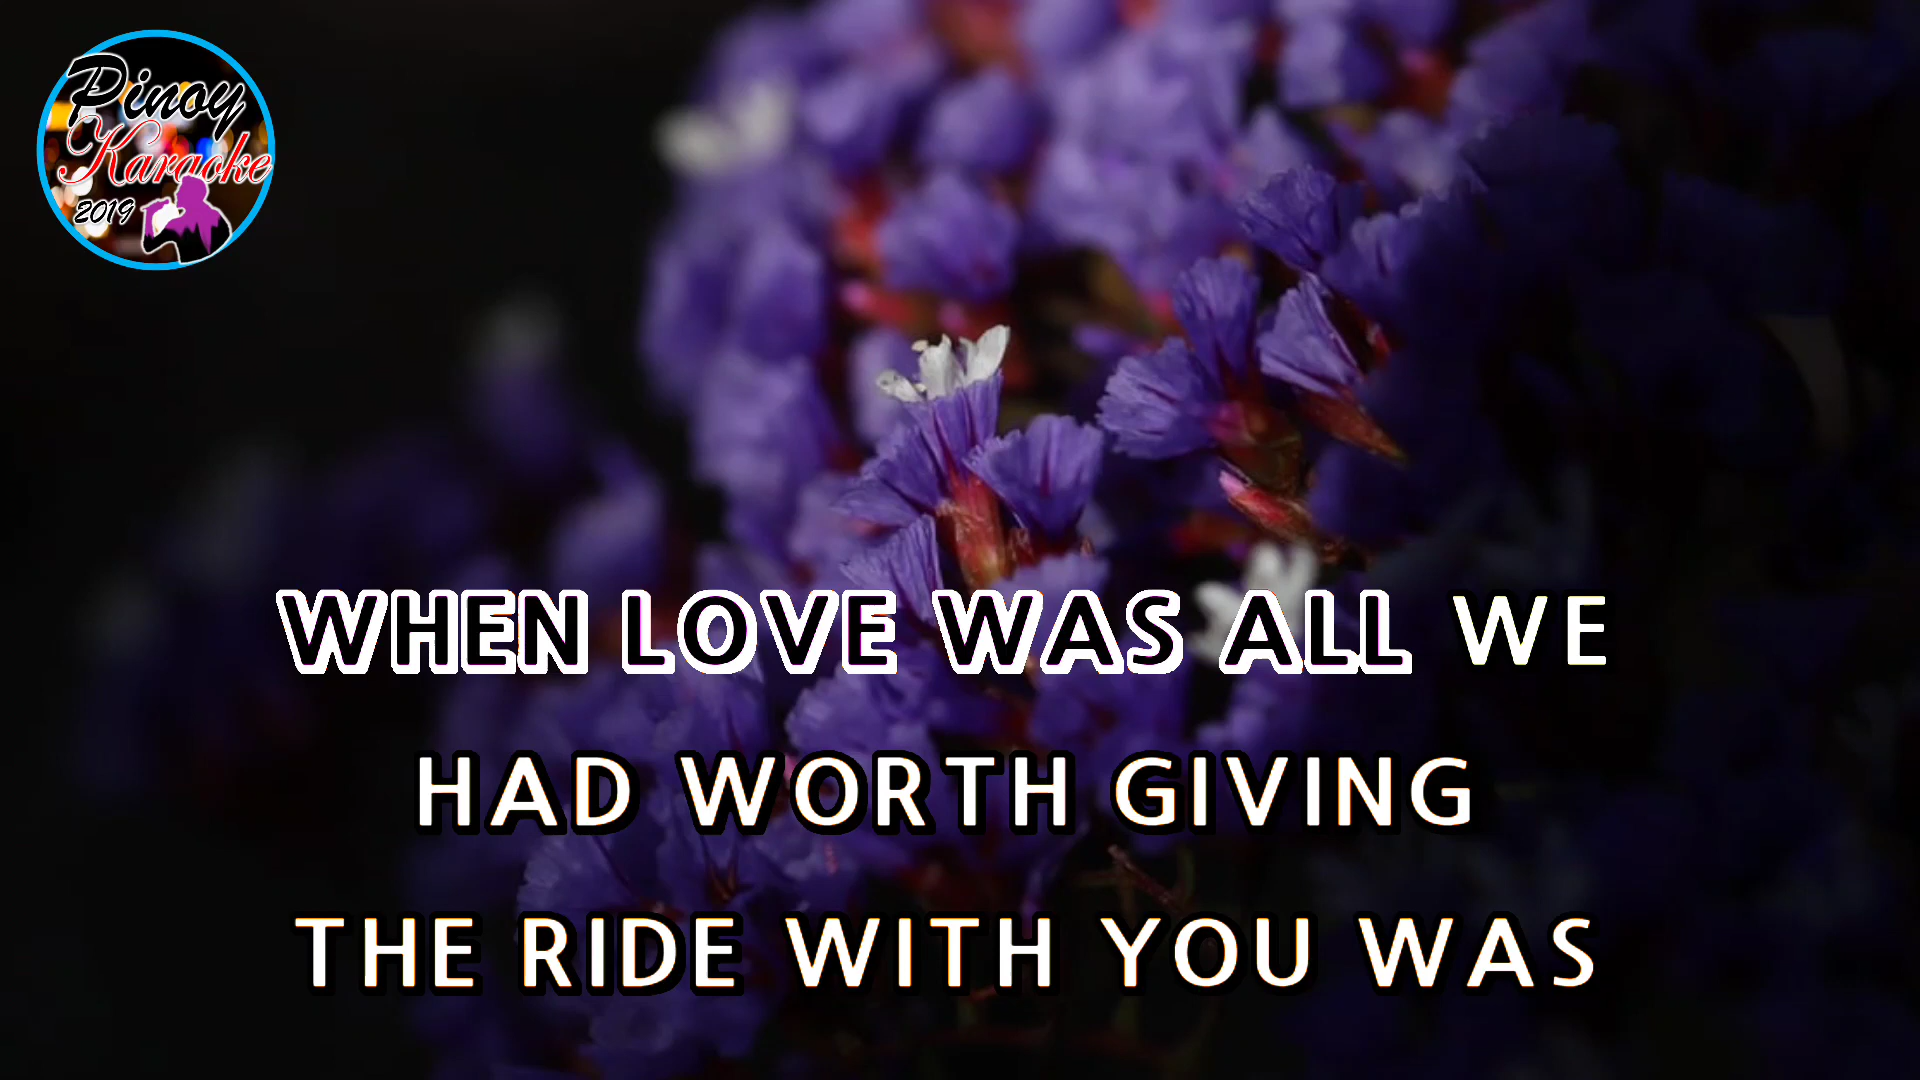 Pinoy
Karaoke
2019
WHEN LOVE WAS ALL WE
HAD WORTH GIVING
THE RIDE WITH YOU WAS